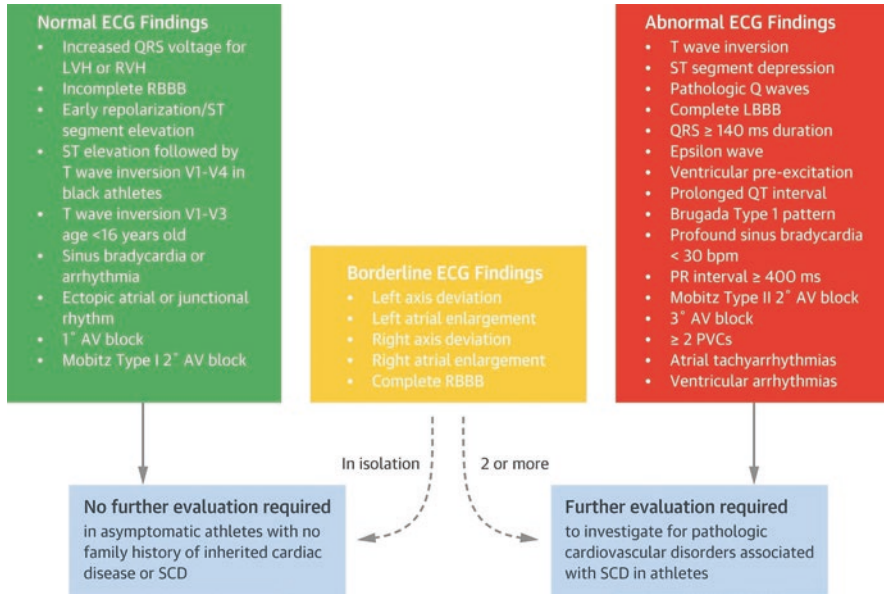 Normal ECG Findings
• Increased QRS voltage for
LVH or RVH
• Incomplete RBBB
• Early repolarization/ST
segment elevation
• ST elevation followed by
T wave inversion V1-V4 in
black athletes
• T wave inversion V1-V3
age <16 years old
• Sinus bradycardia or
arrhythmia
• Ectopic atrial or junctional
rhythm
• 1˚ AV block
• Mobitz Type I 2˚ AV block
Borderline ECG Findings
• Left axis deviation
• Left atrial enlargement
• Right axis deviation
• Right atrial enlargement
• Complete RBBB
Abnormal ECG Findings
• T wave inversion
• ST segment depression
• Pathologic Q waves
• Complete LBBB
• QRS ≥ 140 ms duration
• Epsilon wave
• Ventricular pre-excitation
• Prolonged QT interval
• Brugada Type 1 pattern
• Profound sinus bradycardia
< 30 bpm
• PR interval ≥ 400 ms
• Mobitz Type II 2˚ AV block
• 3˚ AV block
• ≥ 2 PVCs
• Atrial tachyarrhythmias
• Ventricular arrhythmias
In isolation
2 or more
No further evaluation required
in asymptomatic athletes with no
family history of inherited cardiac
disease or SCD
Further evaluation required
to investigate for pathologic
cardiovascular disorders associated
with SCD in athletes